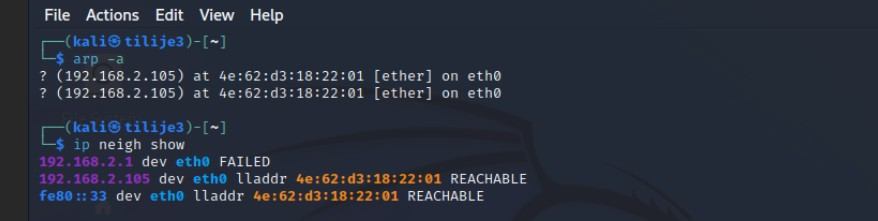 File Actions Edit View Help
┌──(kali㉿tilije3)-[~]
└─$ arp -a
? (192.168.2.105) at 4e:62:d3:18:22:01 [ether] on eth0
? (192.168.2.105) at 4e:62:d3:18:22:01 [ether] on eth0
┌──(kali㉿tilije3)-[~]
└─$ ip neigh show
192.168.2.1 dev eth0 FAILED
192.168.2.105 dev eth0 lladdr 4e:62:d3:18:22:01 REACHABLE
fe80::33 dev eth0 lladdr 4e:62:d3:18:22:01 REACHABLE